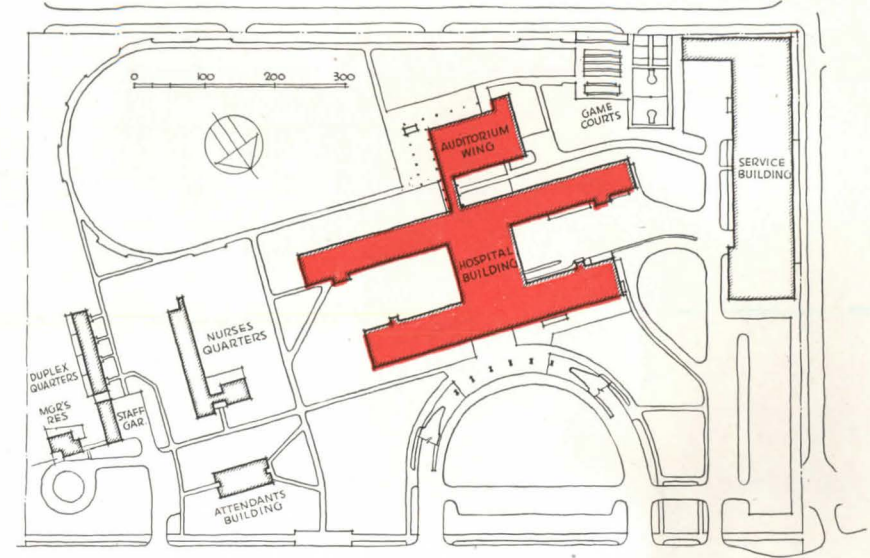 0 100 200 300
AUDITORIUM
WING
GAME
COURTS
SERVICE
BUILDING
HOSPITAL
BUILDING
NURSES
QUARTERS
DUPLEX
QUARTERS
MGR'S
RES
STAFF
GAR.
ATTENDANTS
BUILDING